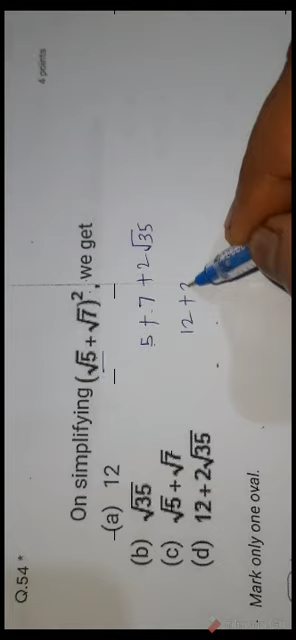 Q.54 *
4 points
On simplifying (√5 + √7)², we get
(a) 12
(b) √35
(c) √5 + √7
(d) 12 + 2√35
5 + 7 + 2√35
12 + 2
Mark only one oval.